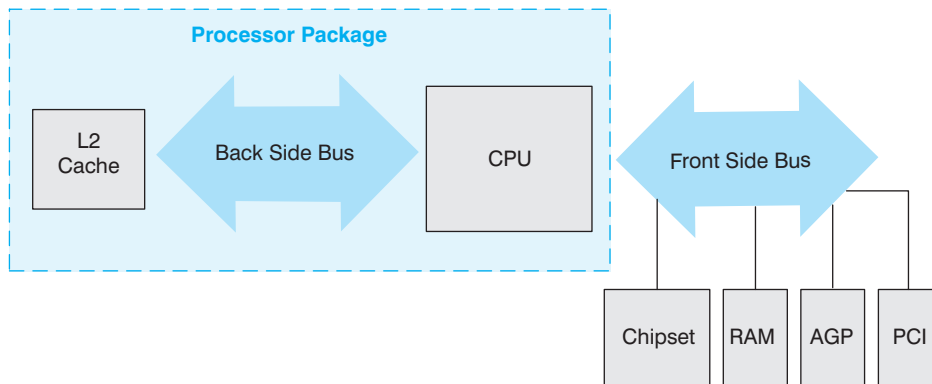 Processor Package
L2
Cache
Back Side Bus
CPU
Front Side Bus
Chipset
RAM
AGP
PCI